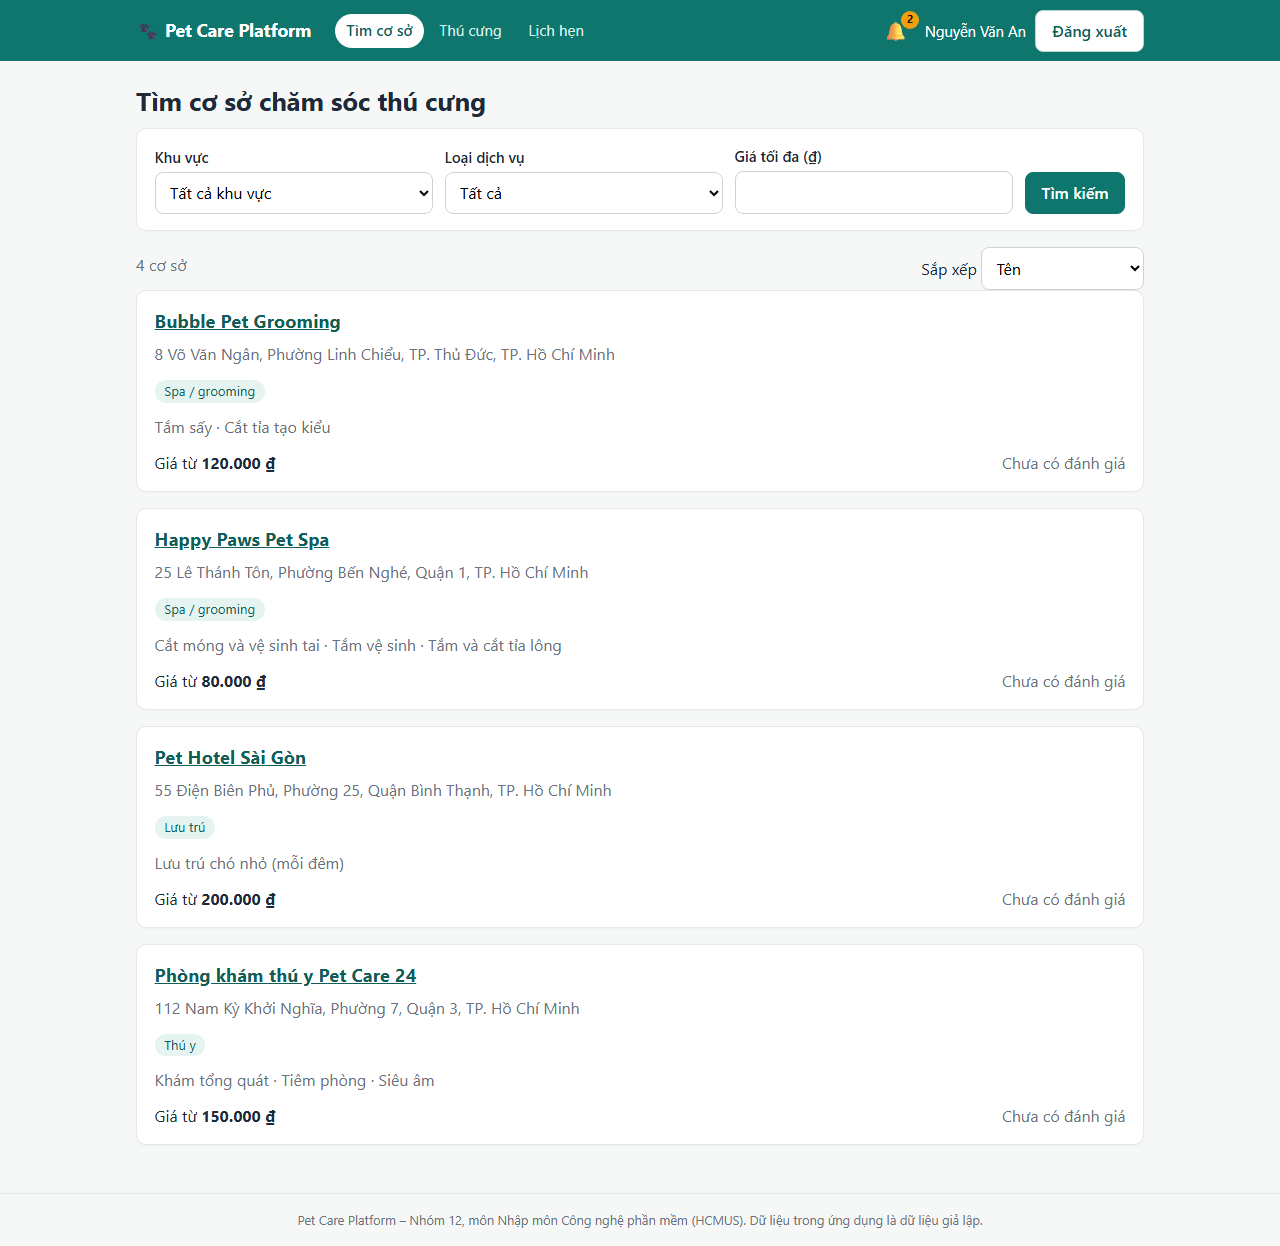 Pet Care Platform
Tìm cơ sở
Thú cưng
Lịch hẹn
2
Nguyễn Văn An
Đăng xuất
Tìm cơ sở chăm sóc thú cưng
Khu vực
Loại dịch vụ
Giá tối đa (₫)
Tất cả khu vực
Tất cả
Tìm kiếm
4 cơ sở
Sắp xếp
Tên
Bubble Pet Grooming
8 Võ Văn Ngân, Phường Linh Chiểu, TP. Thủ Đức, TP. Hồ Chí Minh
Spa / grooming
Tắm sấy · Cắt tỉa tạo kiểu
Giá từ 120.000 ₫
Chưa có đánh giá
Happy Paws Pet Spa
25 Lê Thánh Tôn, Phường Bến Nghé, Quận 1, TP. Hồ Chí Minh
Spa / grooming
Cắt móng và vệ sinh tai · Tắm vệ sinh · Tắm và cắt tỉa lông
Giá từ 80.000 ₫
Chưa có đánh giá
Pet Hotel Sài Gòn
55 Điện Biên Phủ, Phường 25, Quận Bình Thạnh, TP. Hồ Chí Minh
Lưu trú
Lưu trú chó nhỏ (mỗi đêm)
Giá từ 200.000 ₫
Chưa có đánh giá
Phòng khám thú y Pet Care 24
112 Nam Kỳ Khởi Nghĩa, Phường 7, Quận 3, TP. Hồ Chí Minh
Thú y
Khám tổng quát · Tiêm phòng · Siêu âm
Giá từ 150.000 ₫
Chưa có đánh giá
Pet Care Platform – Nhóm 12, môn Nhập môn Công nghệ phần mềm (HCMUS). Dữ liệu trong ứng dụng là dữ liệu giả lập.